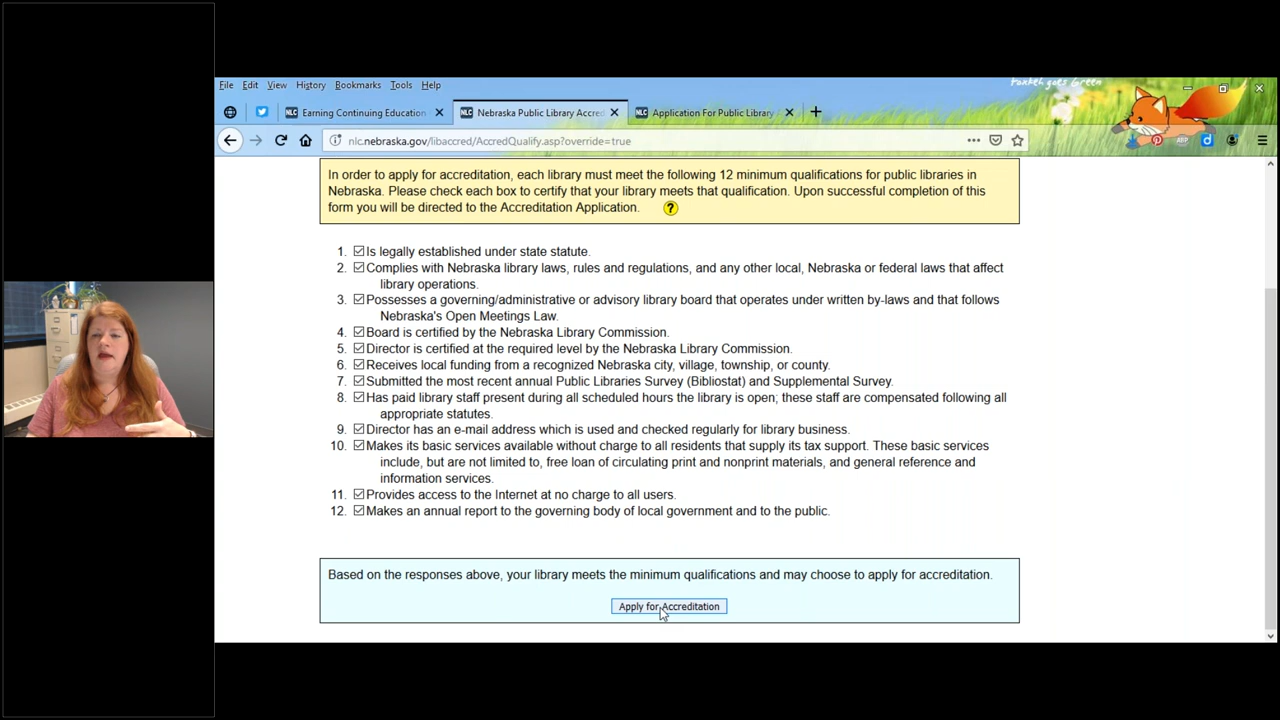 foxkeh goes Green
File Edit View History Bookmarks Tools Help
NLC Earning Continuing Education
NLC Nebraska Public Library Accred
NLC Application For Public Library
nlc.nebraska.gov/libaccred/AccredQualify.asp?override=true
ABP
d
In order to apply for accreditation, each library must meet the following 12 minimum qualifications for public libraries in
Nebraska. Please check each box to certify that your library meets that qualification. Upon successful completion of this
form you will be directed to the Accreditation Application. ?
1. Is legally established under state statute.
2. Complies with Nebraska library laws, rules and regulations, and any other local, Nebraska or federal laws that affect
library operations.
3. Possesses a governing/administrative or advisory library board that operates under written by-laws and that follows
Nebraska's Open Meetings Law.
4. Board is certified by the Nebraska Library Commission.
5. Director is certified at the required level by the Nebraska Library Commission.
6. Receives local funding from a recognized Nebraska city, village, township, or county.
7. Submitted the most recent annual Public Libraries Survey (Bibliostat) and Supplemental Survey.
8. Has paid library staff present during all scheduled hours the library is open; these staff are compensated following all
appropriate statutes.
9. Director has an e-mail address which is used and checked regularly for library business.
10. Makes its basic services available without charge to all residents that supply its tax support. These basic services
include, but are not limited to, free loan of circulating print and nonprint materials, and general reference and
information services.
11. Provides access to the Internet at no charge to all users.
12. Makes an annual report to the governing body of local government and to the public.
Based on the responses above, your library meets the minimum qualifications and may choose to apply for accreditation.
Apply for Accreditation